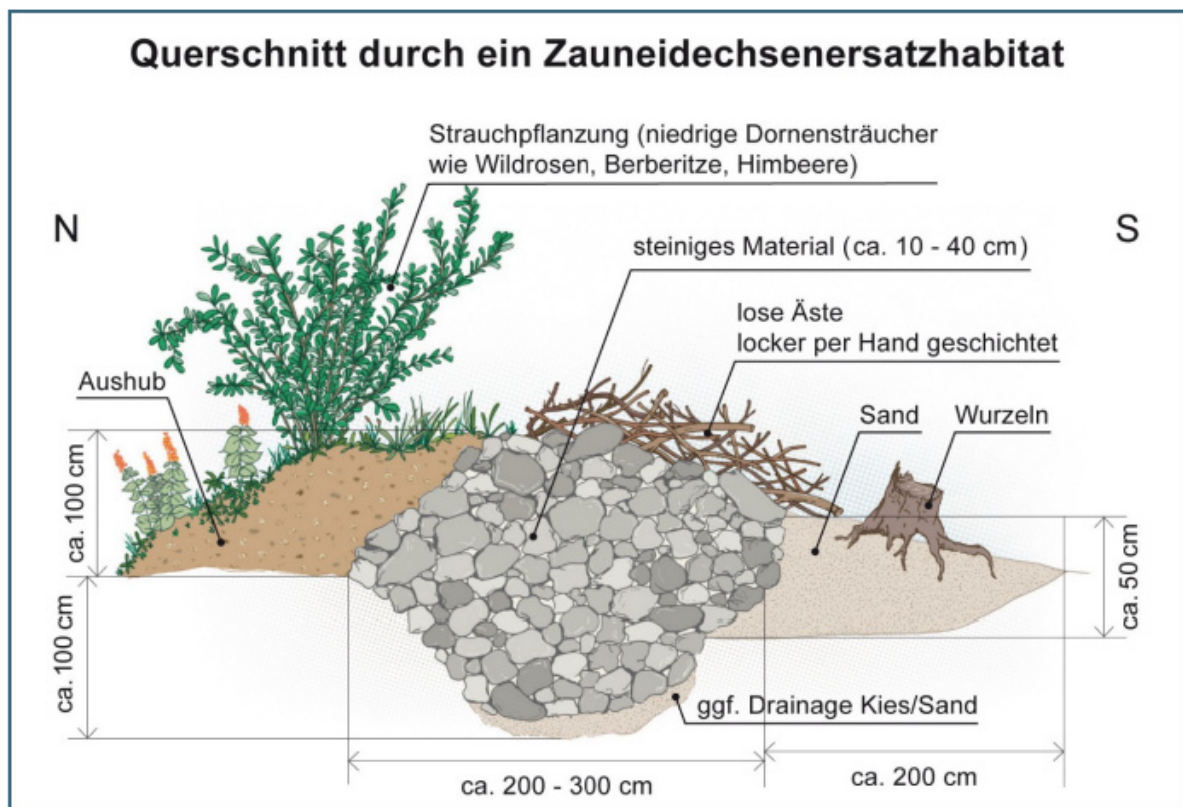 Querschnitt durch ein Zauneidechsenersatzhabitat
Strauchpflanzung (niedrige Dornensträucher
wie Wildrosen, Berberitze, Himbeere)
N
S
steiniges Material (ca. 10 - 40 cm)
lose Äste
locker per Hand geschichtet
Aushub
Sand
Wurzeln
ca. 100 cm
ca. 50 cm
ca. 100 cm
ggf. Drainage Kies/Sand
ca. 200 - 300 cm
ca. 200 cm